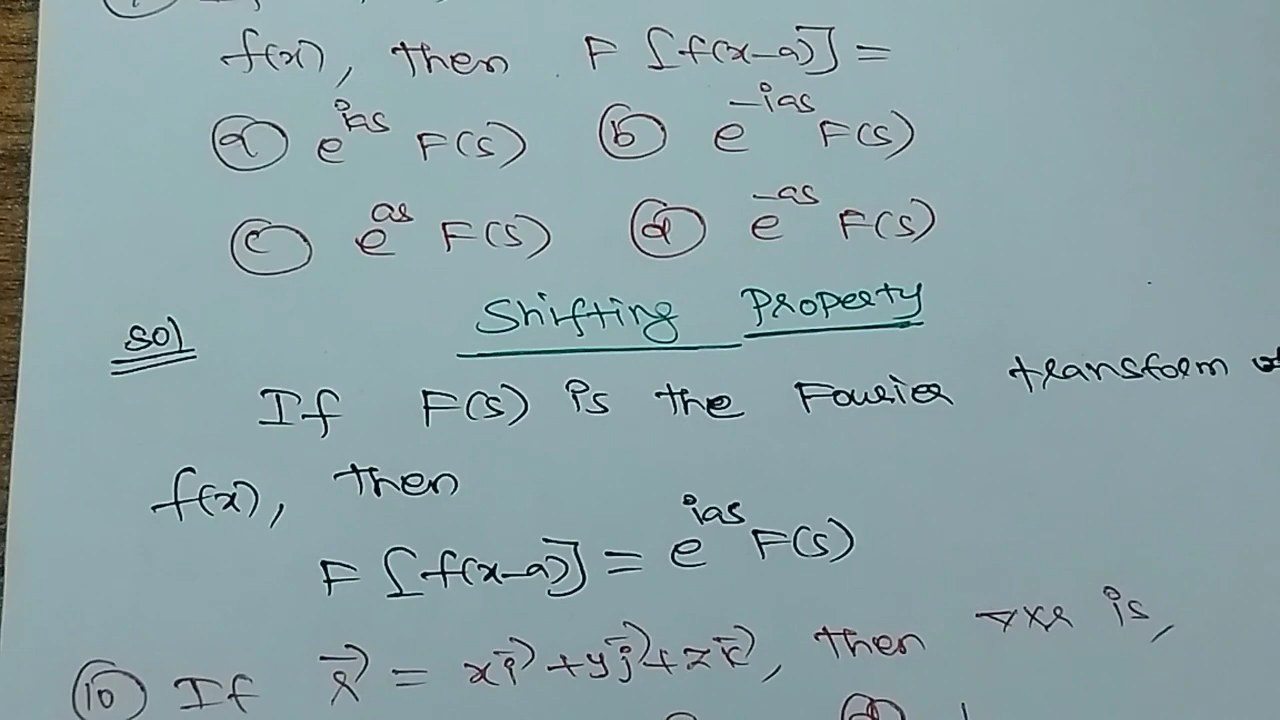 f(x), then F[f(x-a)] =
ⓐ e^{ias} F(s) ⓑ e^{-ias} F(s)
ⓒ e^{as} F(s) ⓓ e^{-as} F(s)
Shifting Property
Sol
If F(s) is the Fourier transform of
f(x), then
F[f(x-a)] = e^{ias} F(s)
⑩ If r⃗ = xi⃗ + yj⃗ + zk⃗, then ∇×r is,